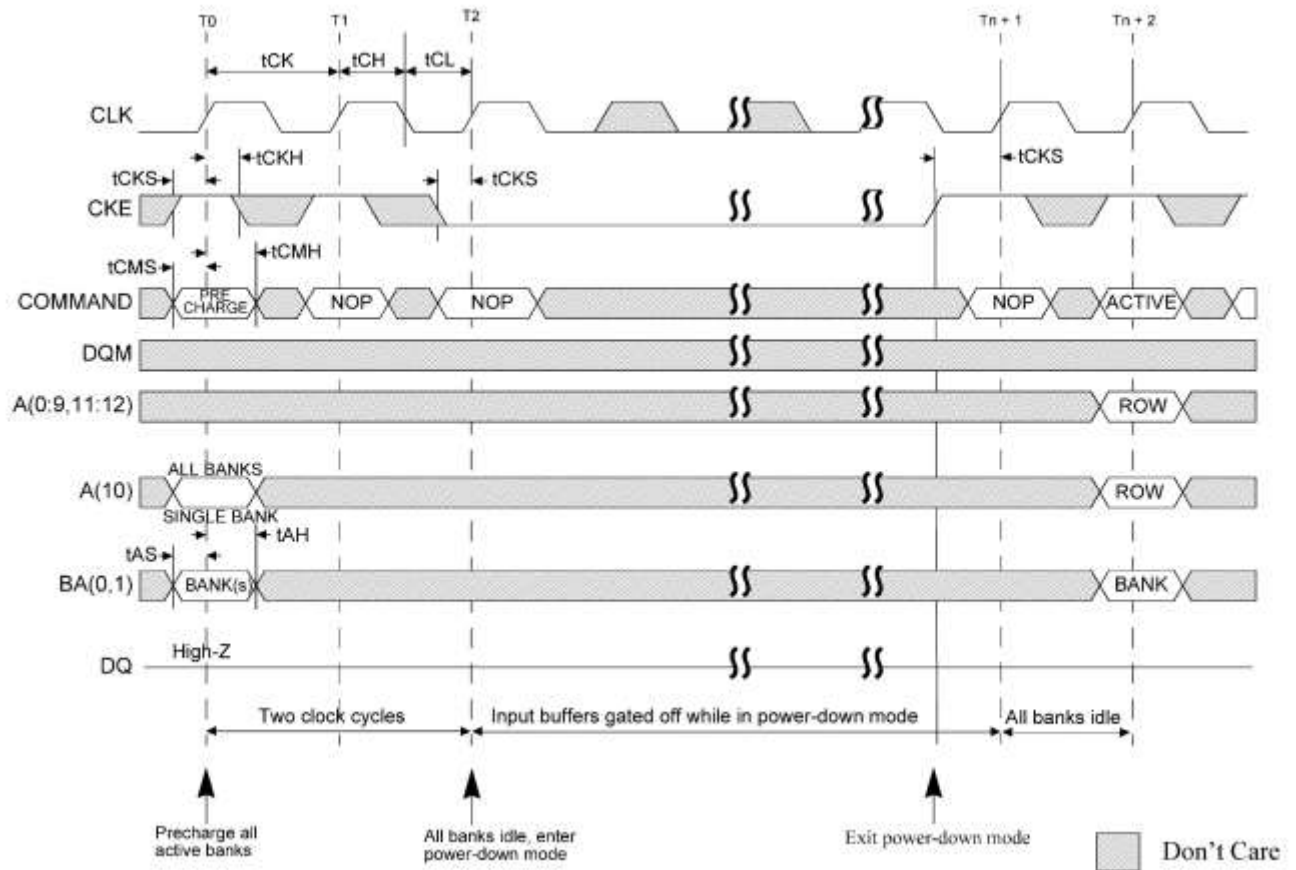 T0 T1 T2 Tn + 1 Tn + 2
tCK tCH tCL
CLK
tCKH
tCKS tCKS tCKS
CKE
tCMH
tCMS
COMMAND PRE CHARGE NOP NOP NOP ACTIVE
DQM
A(0:9,11:12) ROW
ALL BANKS
A(10) ROW
SINGLE BANK
tAH
tAS
BA(0,1) BANK(s) BANK
High-Z
DQ
Two clock cycles Input buffers gated off while in power-down mode All banks idle
Precharge all
active banks
All banks idle, enter
power-down mode
Exit power-down mode
Don't Care